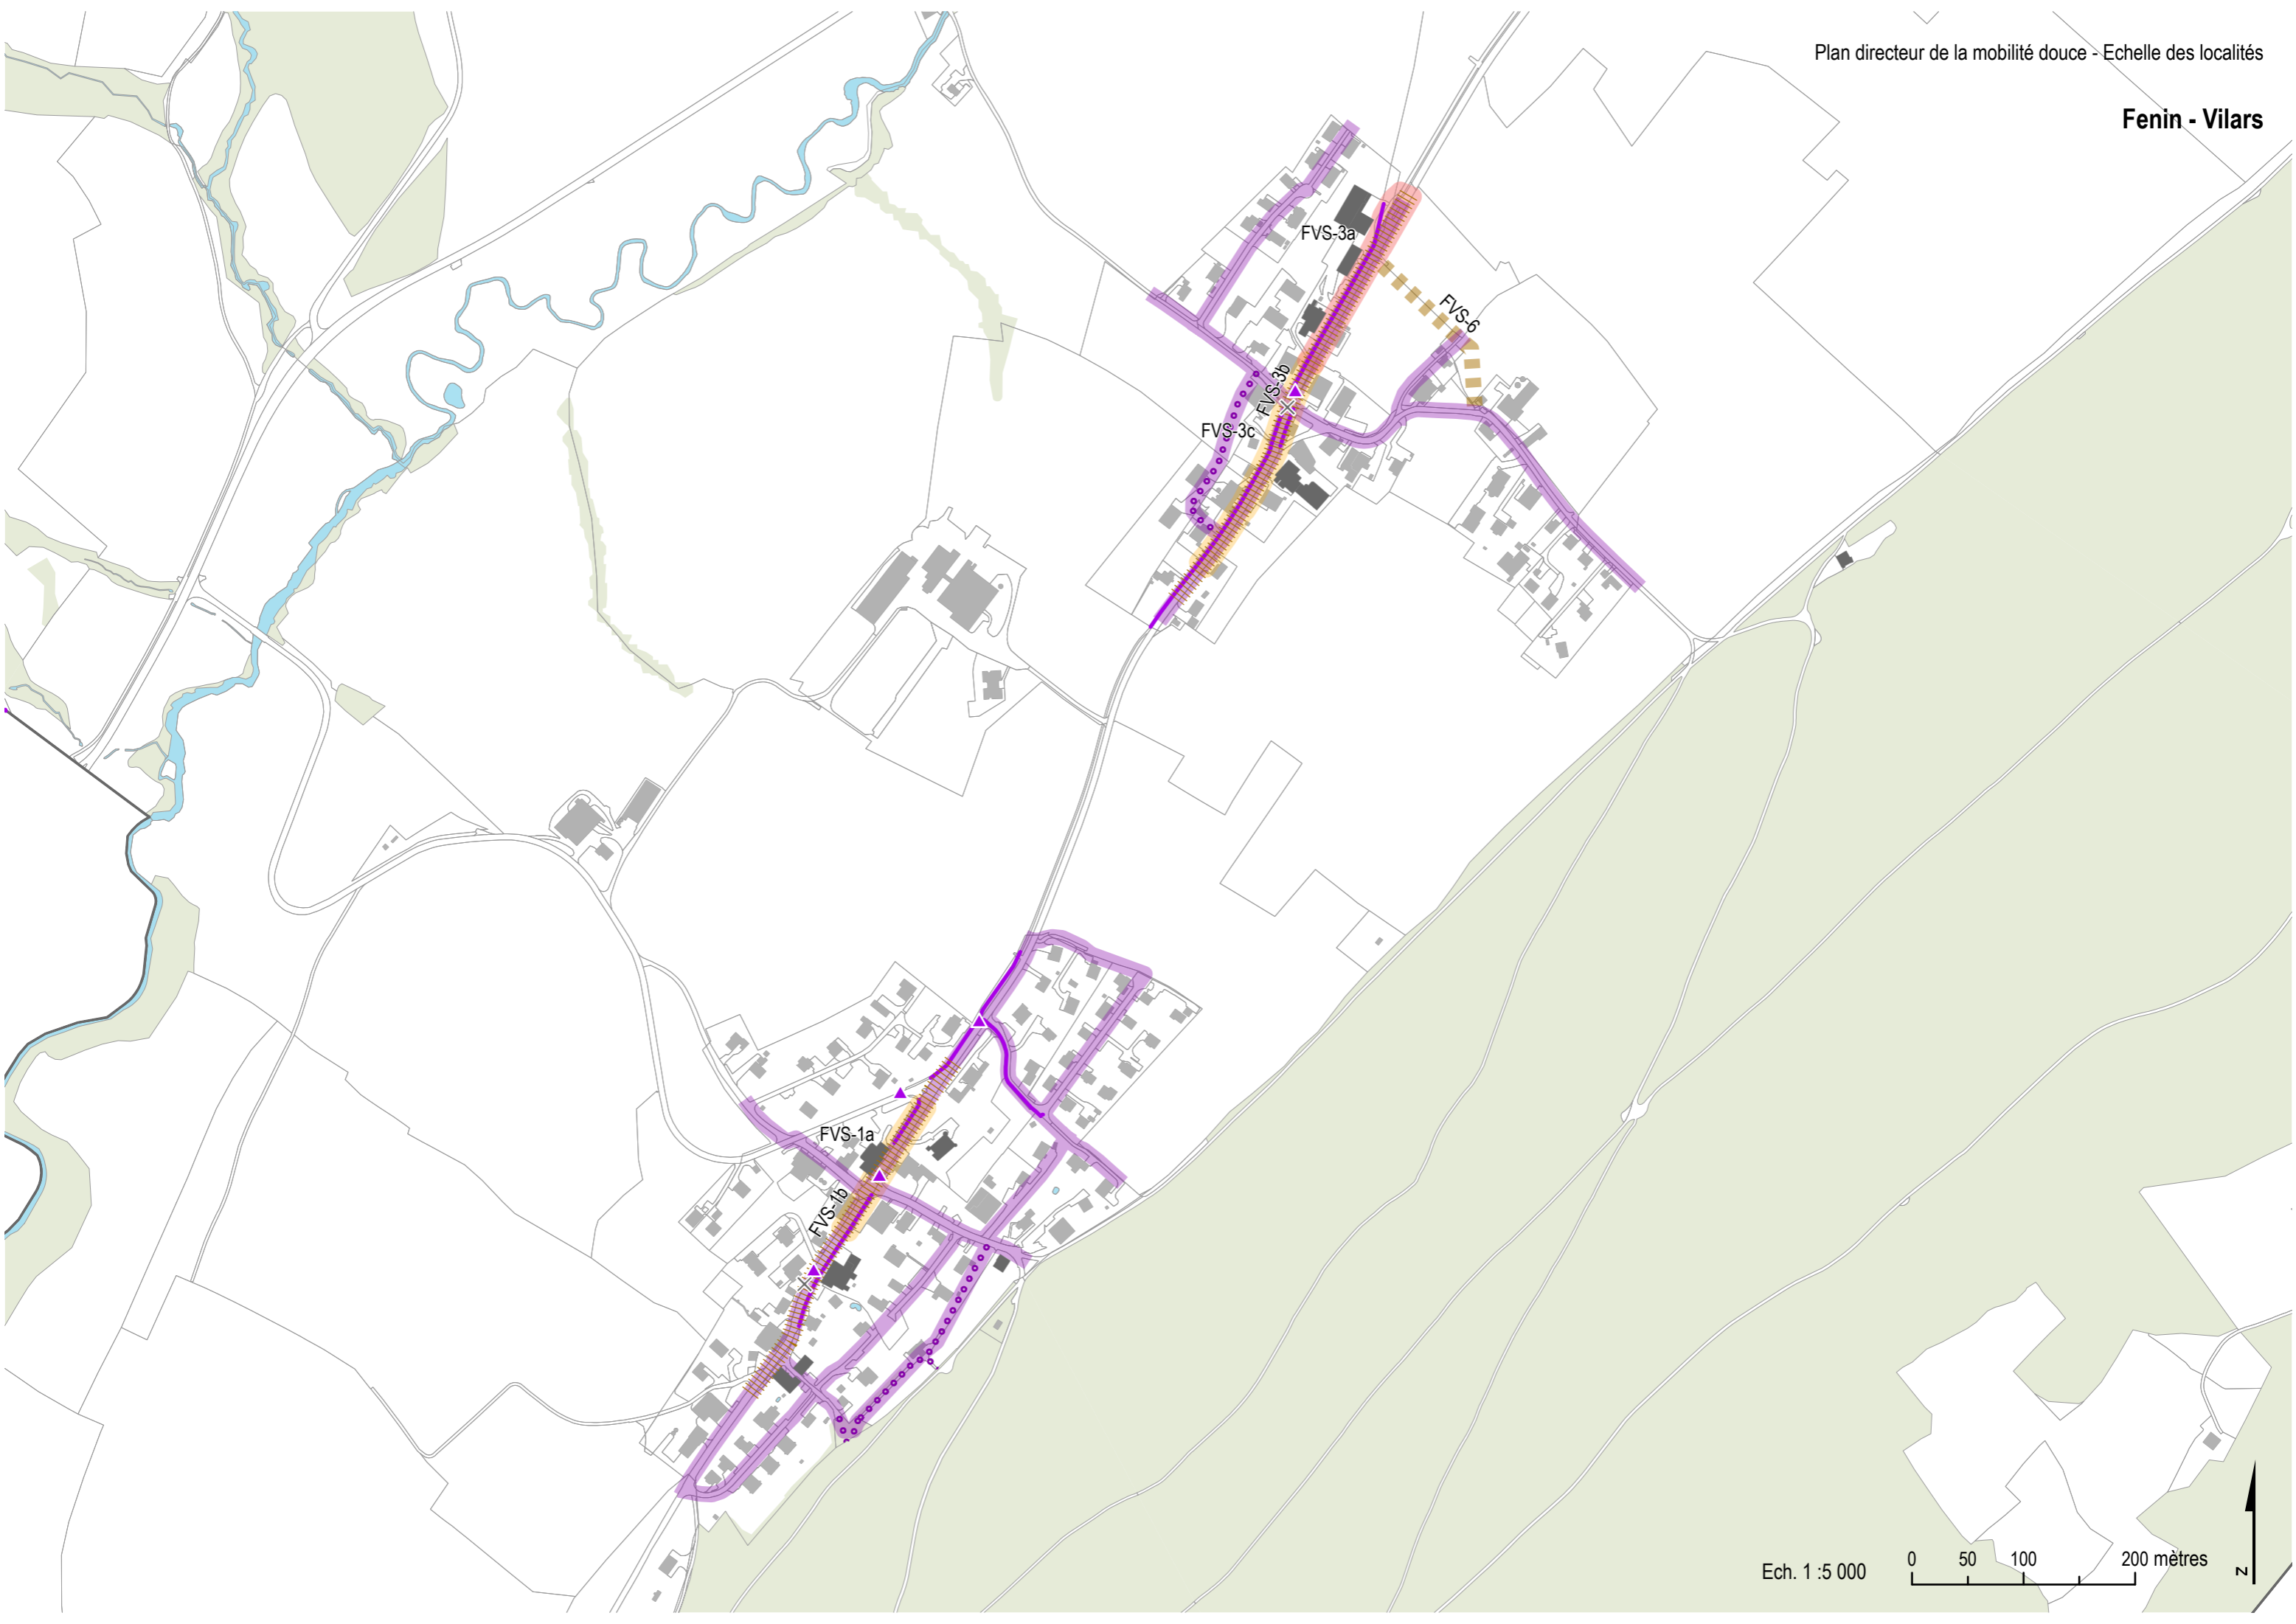 Plan directeur de la mobilité douce - Echelle des localités
Fenin - Vilars
FVS-3a
FVS-6
FVS-3b
FVS-3c
FVS-1a
FVS-1b
Ech. 1 :5 000
0 50 100 200 mètres
N